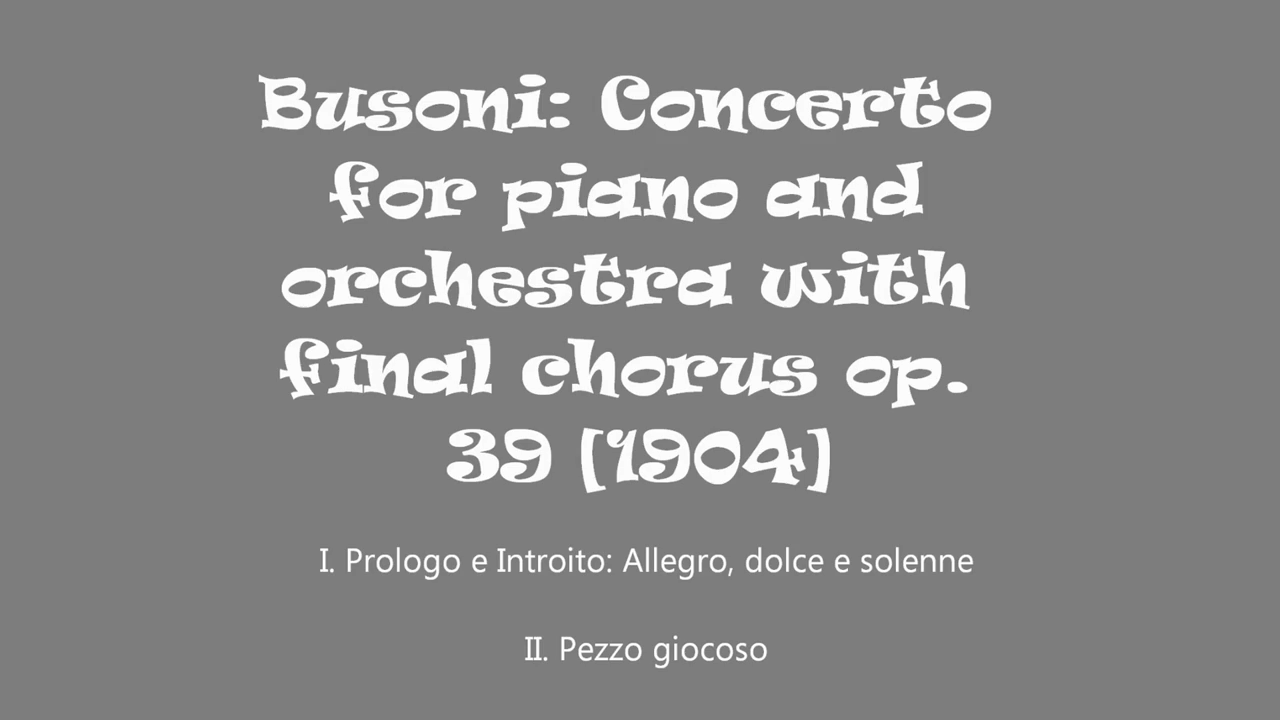 Busoni: Concerto
for piano and
orchestra with
final chorus op.
39 [1904]
I. Prologo e Introito: Allegro, dolce e solenne
II. Pezzo giocoso